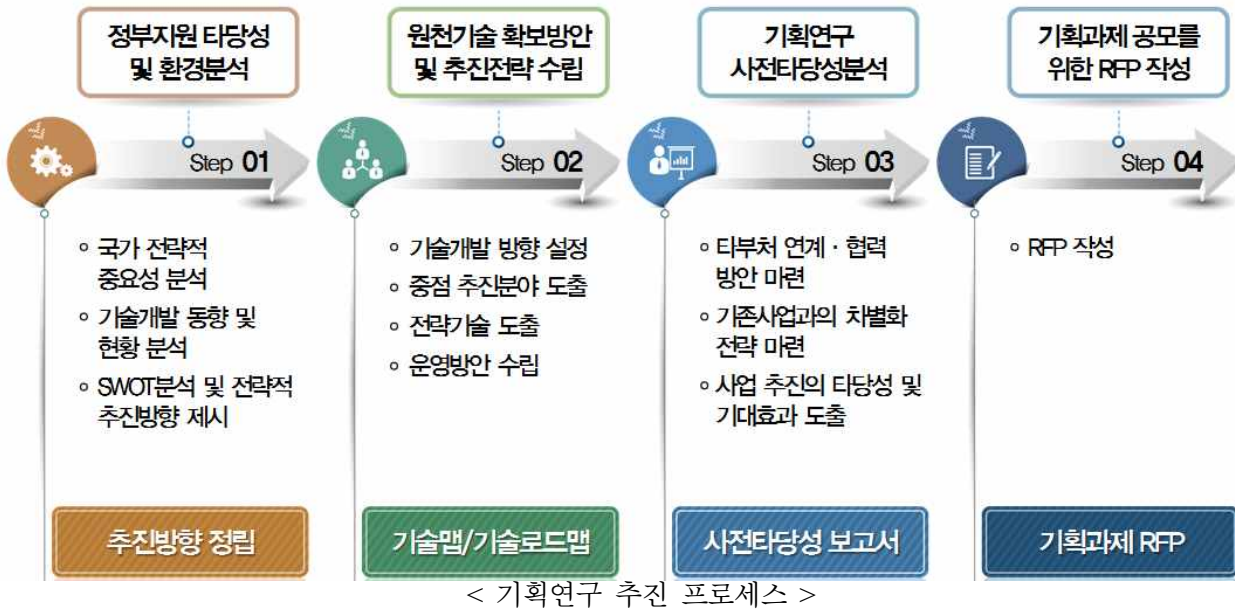 정부지원 타당성
및 환경분석
Step 01
국가 전략적
중요성 분석
기술개발 동향 및
현황 분석
SWOT분석 및 전략적
추진방향 제시
추진방향 정립
원천기술 확보방안
및 추진전략 수립
Step 02
기술개발 방향 설정
중점 추진분야 도출
전략기술 도출
운영방안 수립
기술맵/기술로드맵
기획연구
사전타당성분석
Step 03
타부처 연계·협력
방안 마련
기존사업과의 차별화
전략 마련
사업 추진의 타당성 및
기대효과 도출
사전타당성 보고서
기획과제 공모를
위한 RFP 작성
Step 04
RFP 작성
기획과제 RFP
< 기획연구 추진 프로세스 >